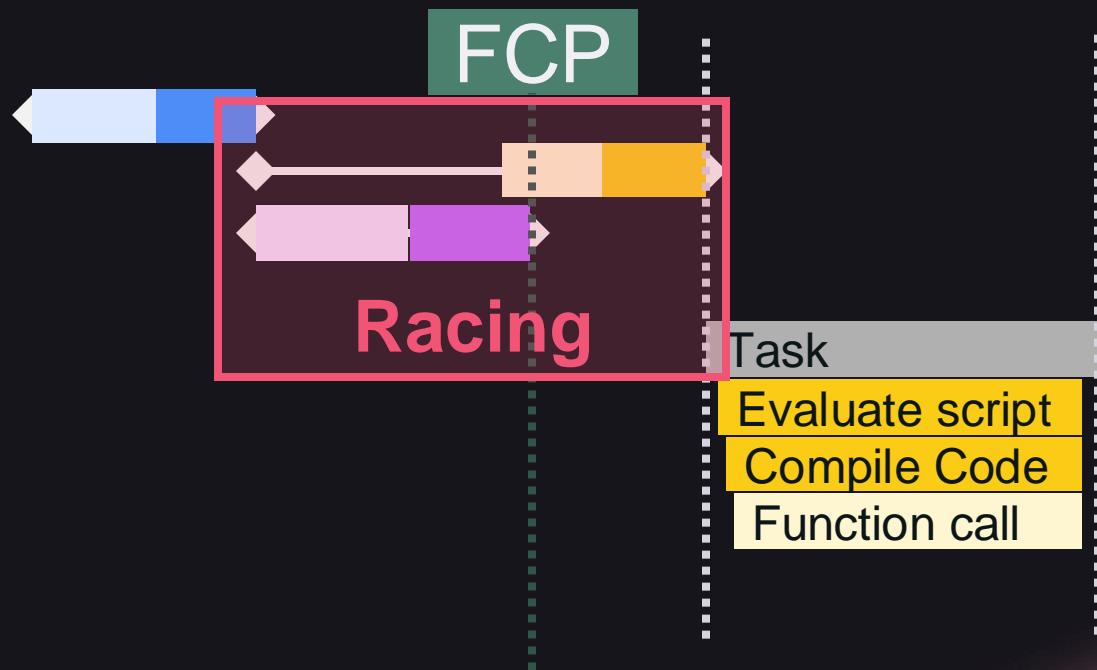 FCP
Racing
Task
Evaluate script
Compile Code
Function call